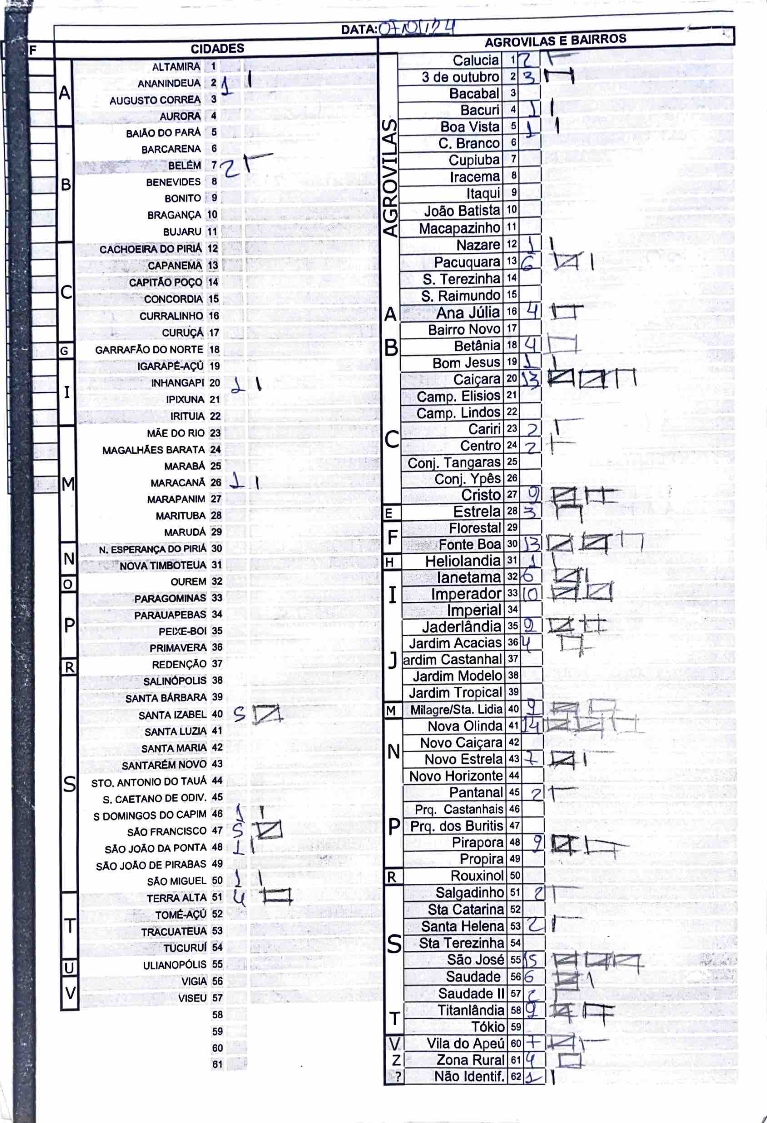 DATA: 07/01/24
F
CIDADES
A
ALTAMIRA 1
ANANINDEUA 2 1
AUGUSTO CORREA 3
AURORA 4
B
BAIÃO DO PARÁ 5
BARCARENA 6
BELÉM 7 2
BENEVIDES 8
BONITO 9
BRAGANÇA 10
BUJARU 11
C
CACHOEIRA DO PIRIÁ 12
CAPANEMA 13
CAPITÃO POÇO 14
CONCORDIA 15
CURRALINHO 16
CURUÇÁ 17
G
GARRAFÃO DO NORTE 18
I
IGARAPÉ-AÇÚ 19
INHANGAPI 20 1
IPIXUNA 21
IRITUIA 22
M
MÃE DO RIO 23
MAGALHÃES BARATA 24
MARABÁ 25
MARACANÃ 26 1
MARAPANIM 27
MARITUBA 28
MARUDÁ 29
N
N. ESPERANÇA DO PIRIÁ 30
NOVA TIMBOTEUA 31
O
OUREM 32
P
PARAGOMINAS 33
PARAUAPEBAS 34
PEIXE-BOI 35
PRIMAVERA 36
R
REDENÇÃO 37
S
SALINÓPOLIS 38
SANTA BÁRBARA 39
SANTA IZABEL 40 5
SANTA LUZIA 41
SANTA MARIA 42
SANTARÉM NOVO 43
STO. ANTONIO DO TAUÁ 44
S. CAETANO DE ODIV. 45
S DOMINGOS DO CAPIM 46 1
SÃO FRANCISCO 47 5
SÃO JOÃO DA PONTA 48 1
SÃO JOÃO DE PIRABAS 49
SÃO MIGUEL 50 1
T
TERRA ALTA 51 4
TOMÉ-AÇÚ 52
TRACUATEUA 53
TUCURUÍ 54
U
ULIANÓPOLIS 55
V
VIGIA 56
VISEU 57
58
59
60
61
AGROVILAS E BAIRROS
AGROVILAS
Calucia 1 2
3 de outubro 2 3
Bacabal 3
Bacuri 4 1
Boa Vista 5 1
C. Branco 6
Cupiuba 7
Iracema 8
Itaqui 9
João Batista 10
Macapazinho 11
Nazare 12 1
Pacuquara 13 6
S. Terezinha 14
S. Raimundo 15
A
Ana Júlia 16 4
Bairro Novo 17
B
Betânia 18 4
Bom Jesus 19 1
Caiçara 20 13
Camp. Elisios 21
Camp. Lindos 22
C
Cariri 23 2
Centro 24 2
Conj. Tangaras 25
Conj. Ypês 26
Cristo 27 9
E
Estrela 28 3
F
Florestal 29
Fonte Boa 30 13
H
Heliolandia 31 1
I
Ianetama 32 6
Imperador 33 10
Imperial 34
Jaderlândia 35 9
Jardim Acacias 36 4
J
ardim Castanhal 37
Jardim Modelo 38
Jardim Tropical 39
M
Milagre/Sta. Lidia 40 9
Nova Olinda 41 14
Novo Caiçara 42
N
Novo Estrela 43 7
Novo Horizonte 44
Pantanal 45 2
Prq. Castanhais 46
P
Prq. dos Buritis 47
Pirapora 48 9
Propira 49
R
Rouxinol 50
Salgadinho 51 2
Sta Catarina 52
Santa Helena 53 2
S
Sta Terezinha 54
São José 55 15
Saudade 56 6
Saudade II 57 2
Titanlândia 58 9
T
Tókio 59
V
Vila do Apeú 60 7
Z
Zona Rural 61 4
?
Não Identif. 62 1